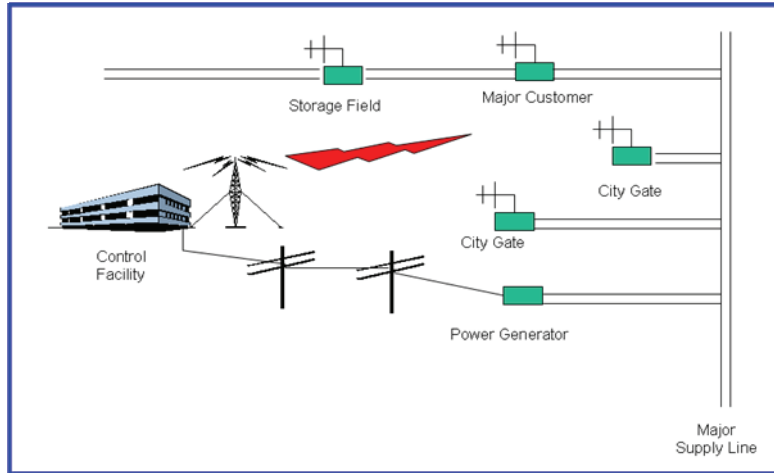 Storage Field
Major Customer
City Gate
City Gate
Control
Facility
Power Generator
Major
Supply Line